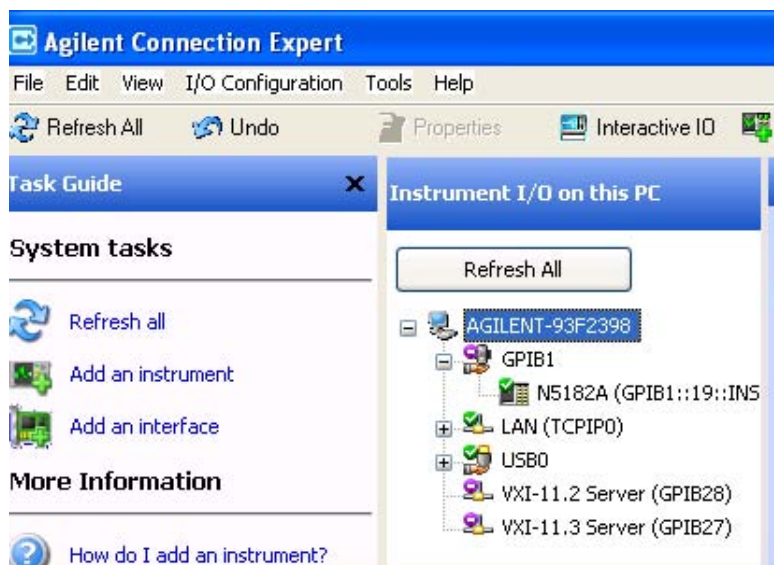 Agilent Connection Expert
File Edit View I/O Configuration Tools Help
Refresh All Undo Properties Interactive IO
Task Guide
System tasks
Refresh all
Add an instrument
Add an interface
More Information
How do I add an instrument?
Instrument I/O on this PC
Refresh All
AGILENT-93F2398
GPIB1
N5182A (GPIB1::19::INS
LAN (TCPIP0)
USB0
VXI-11.2 Server (GPIB28)
VXI-11.3 Server (GPIB27)